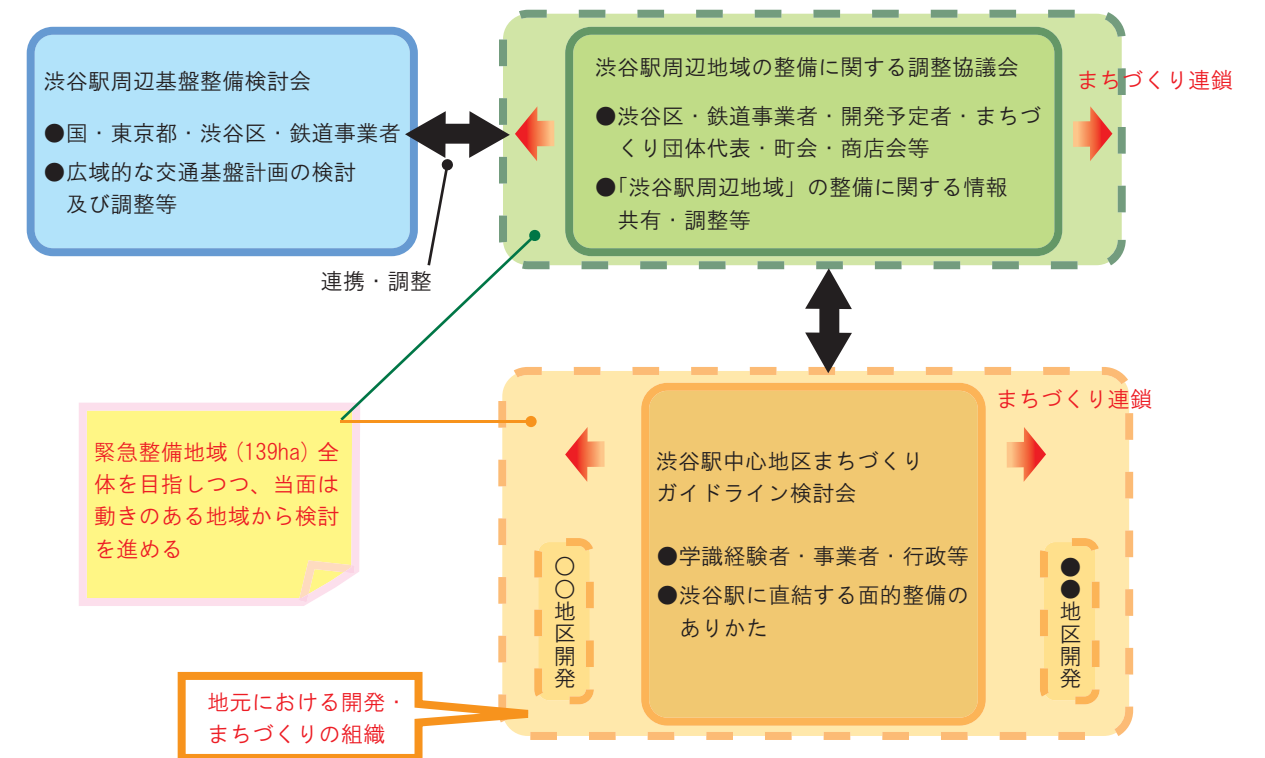 渋谷駅周辺基盤整備検討会
●国・東京都・渋谷区・鉄道事業者
●広域的な交通基盤計画の検討
及び調整等
連携・調整
渋谷駅周辺地域の整備に関する調整協議会
●渋谷区・鉄道事業者・開発予定者・まちづ
くり団体代表・町会・商店会等
●「渋谷駅周辺地域」の整備に関する情報
共有・調整等
まちづくり連鎖
緊急整備地域(139ha)全
体を目指しつつ、当面は
動きのある地域から検討
を進める
まちづくり連鎖
渋谷駅中心地区まちづくり
ガイドライン検討会
●学識経験者・事業者・行政等
●渋谷駅に直結する面的整備の
ありかた
○○地区開発
●●地区開発
地元における開発・
まちづくりの組織